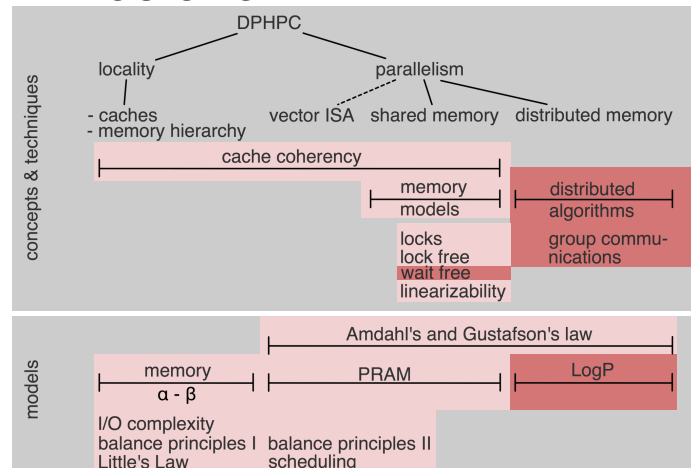 DPHPC
locality
parallelism
- caches
- memory hierarchy
vector ISA
shared memory
distributed memory
concepts & techniques
cache coherency
memory
models
distributed
algorithms
locks
lock free
wait free
linearizability
group commu-
nications
models
Amdahl's and Gustafson's law
memory
α - β
PRAM
LogP
I/O complexity
balance principles I
Little's Law
balance principles II
scheduling